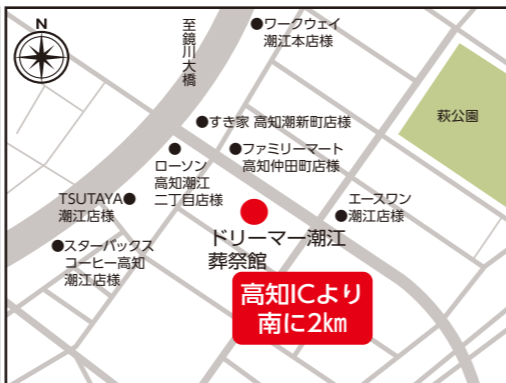 N
至鏡川大橋
●ワークウェイ
潮江本店様
萩公園
●すき家 高知潮新町店様
●
ローソン
高知潮江
二丁目店様
●ファミリーマート
高知仲田町店様
TSUTAYA●
潮江店様
エースワン
●潮江店様
●スターバックス
コーヒー高知
潮江店様
ドリーマー潮江
葬祭館
高知ICより
南に2km